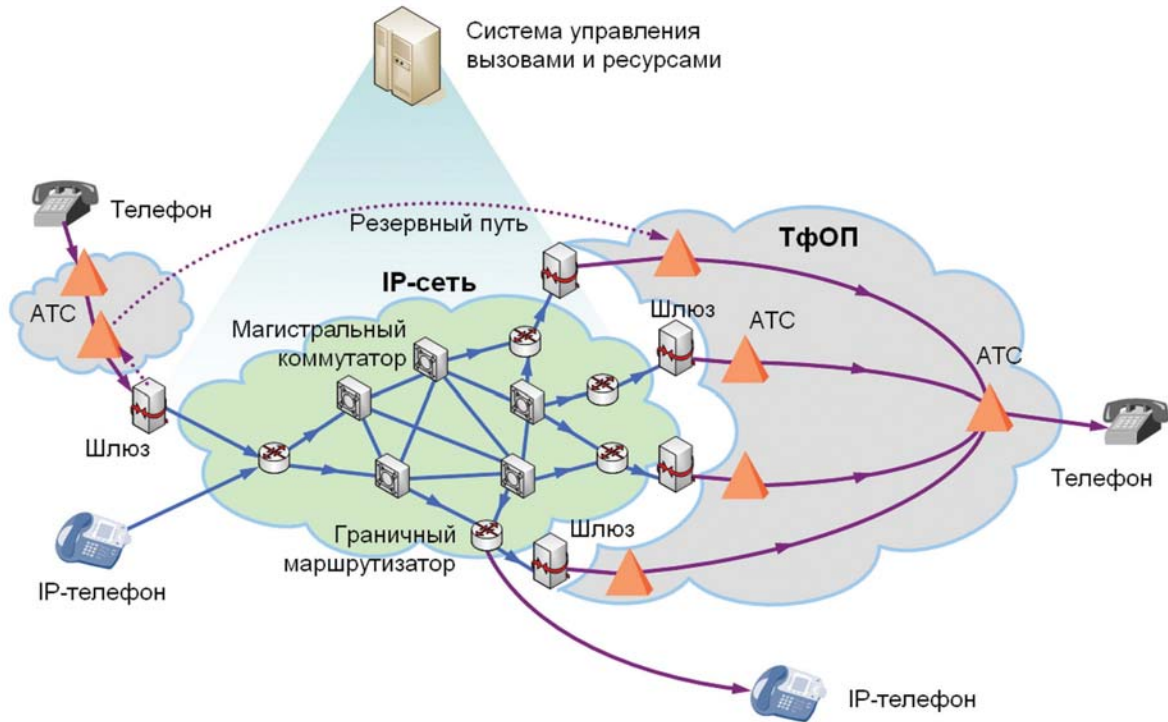 Система управления
вызовами и ресурсами
Телефон
Резервный путь
ТфОП
IP-сеть
АТС
Магистральный
коммутатор
Шлюз
АТС
АТС
Шлюз
Телефон
Граничный
маршрутизатор
Шлюз
IP-телефон
IP-телефон